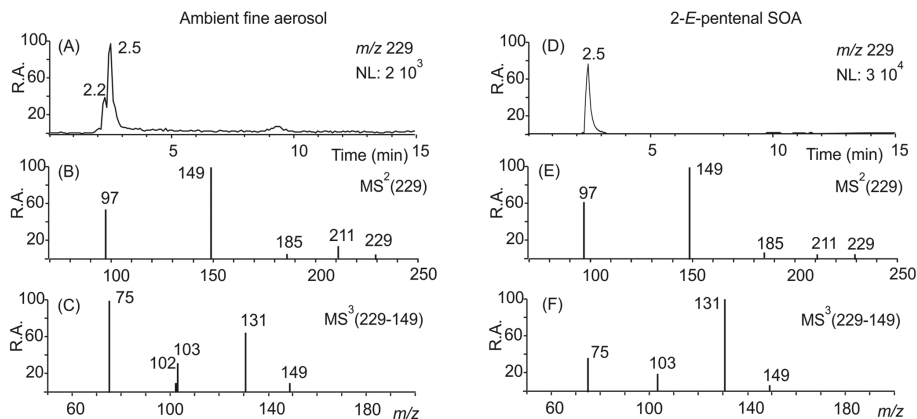 Ambient fine aerosol
2-E-pentenal SOA
(A)
2.5
2.2
m/z 229
NL: 2 10³
R.A.
100
60
20
5
10
15
Time (min)
(D)
2.5
m/z 229
NL: 3 10⁴
R.A.
100
60
20
5
10
15
Time (min)
(B)
149
97
185
211
229
MS²(229)
R.A.
100
60
20
100
150
200
250
(E)
149
97
185
211
229
MS²(229)
R.A.
100
60
20
100
150
200
250
(C)
75
102
103
131
149
MS³(229-149)
R.A.
100
60
20
60
100
140
180
m/z
(F)
131
75
103
149
MS³(229-149)
R.A.
100
60
20
60
100
140
180
m/z